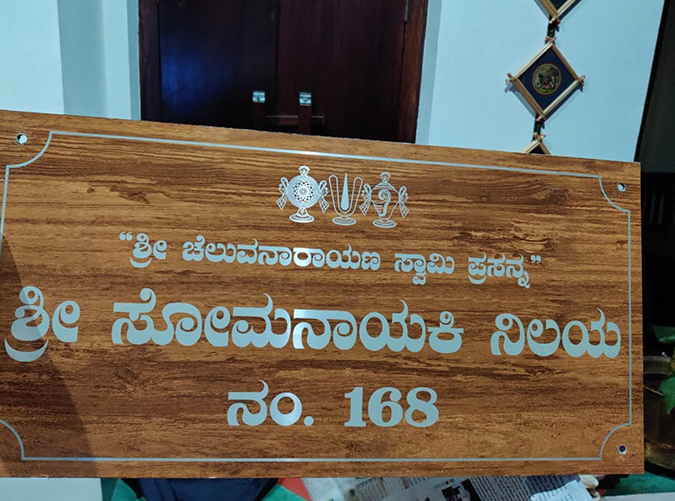 “ಶ್ರೀ ಚೆಲುವನಾರಾಯಣ ಸ್ವಾಮಿ ಪ್ರಸನ್ನ”
ಶ್ರೀ ಸೋಮನಾಯಕಿ ನಿಲಯ
ನಂ. 168